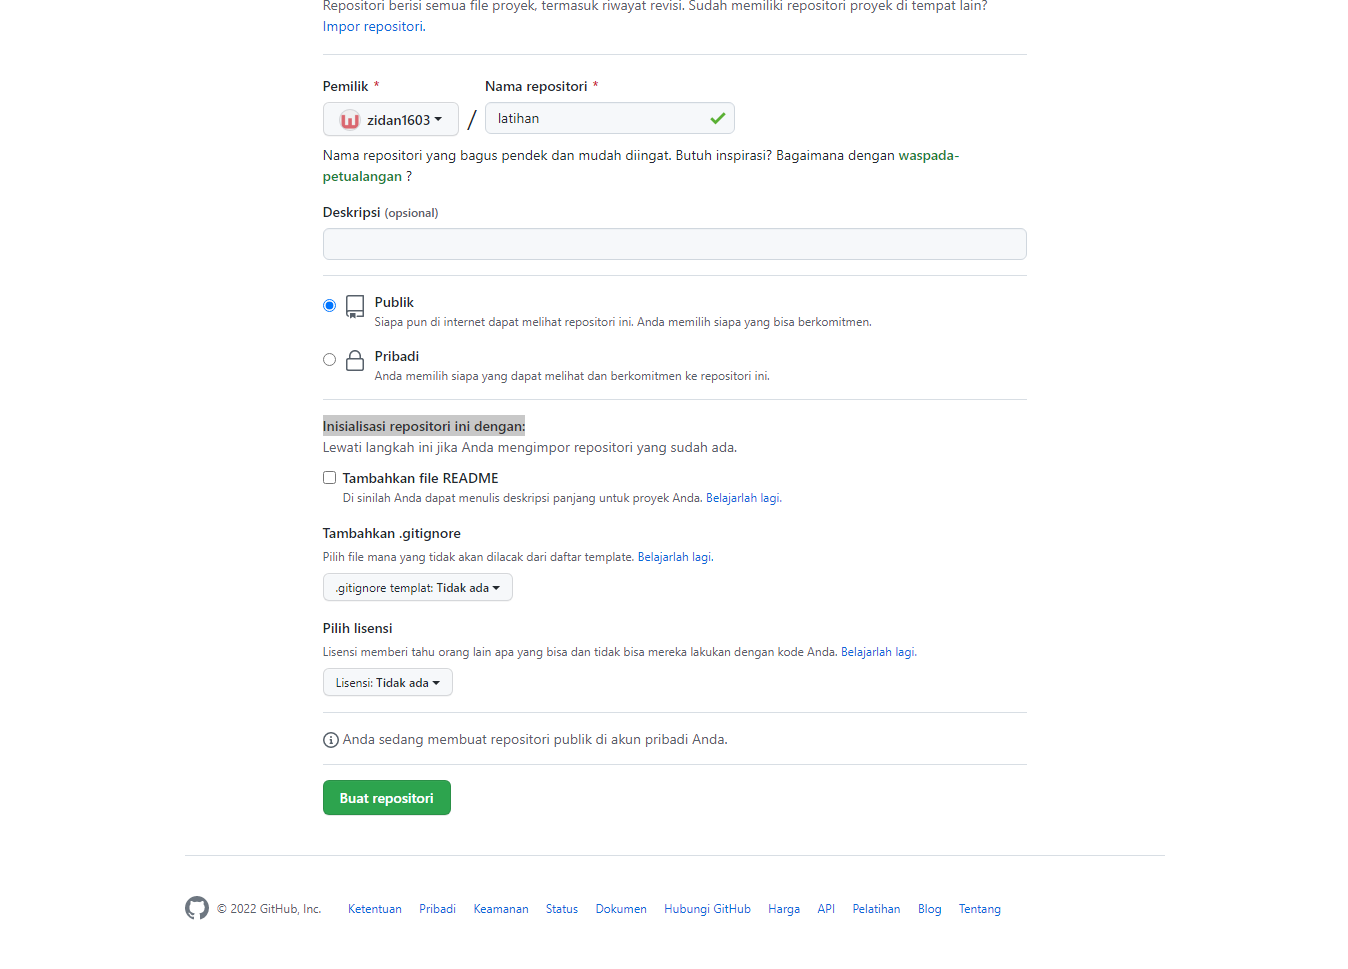 Repositori berisi semua file proyek, termasuk riwayat revisi. Sudah memiliki repositori proyek di tempat lain?
Impor repositori.
Pemilik *
Nama repositori *
zidan1603
/
latihan
Nama repositori yang bagus pendek dan mudah diingat. Butuh inspirasi? Bagaimana dengan waspada-
petualangan ?
Deskripsi (opsional)
Publik
Siapa pun di internet dapat melihat repositori ini. Anda memilih siapa yang bisa berkomitmen.
Pribadi
Anda memilih siapa yang dapat melihat dan berkomitmen ke repositori ini.
Inisialisasi repositori ini dengan:
Lewati langkah ini jika Anda mengimpor repositori yang sudah ada.
Tambahkan file README
Di sinilah Anda dapat menulis deskripsi panjang untuk proyek Anda. Belajarlah lagi.
Tambahkan .gitignore
Pilih file mana yang tidak akan dilacak dari daftar template. Belajarlah lagi.
.gitignore templat: Tidak ada
Pilih lisensi
Lisensi memberi tahu orang lain apa yang bisa dan tidak bisa mereka lakukan dengan kode Anda. Belajarlah lagi.
Lisensi: Tidak ada
Anda sedang membuat repositori publik di akun pribadi Anda.
Buat repositori
© 2022 GitHub, Inc. Ketentuan Pribadi Keamanan Status Dokumen Hubungi GitHub Harga API Pelatihan Blog Tentang